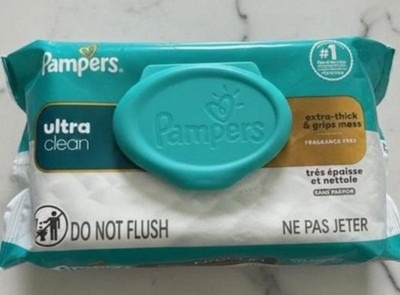 Pampers.
#1
Pampers
ultra
clean
extra-thick
& grips mess
FRAGRANCE FREE
très épaisse
et nettoie
SANS PARFUM
DO NOT FLUSH
NE PAS JETER